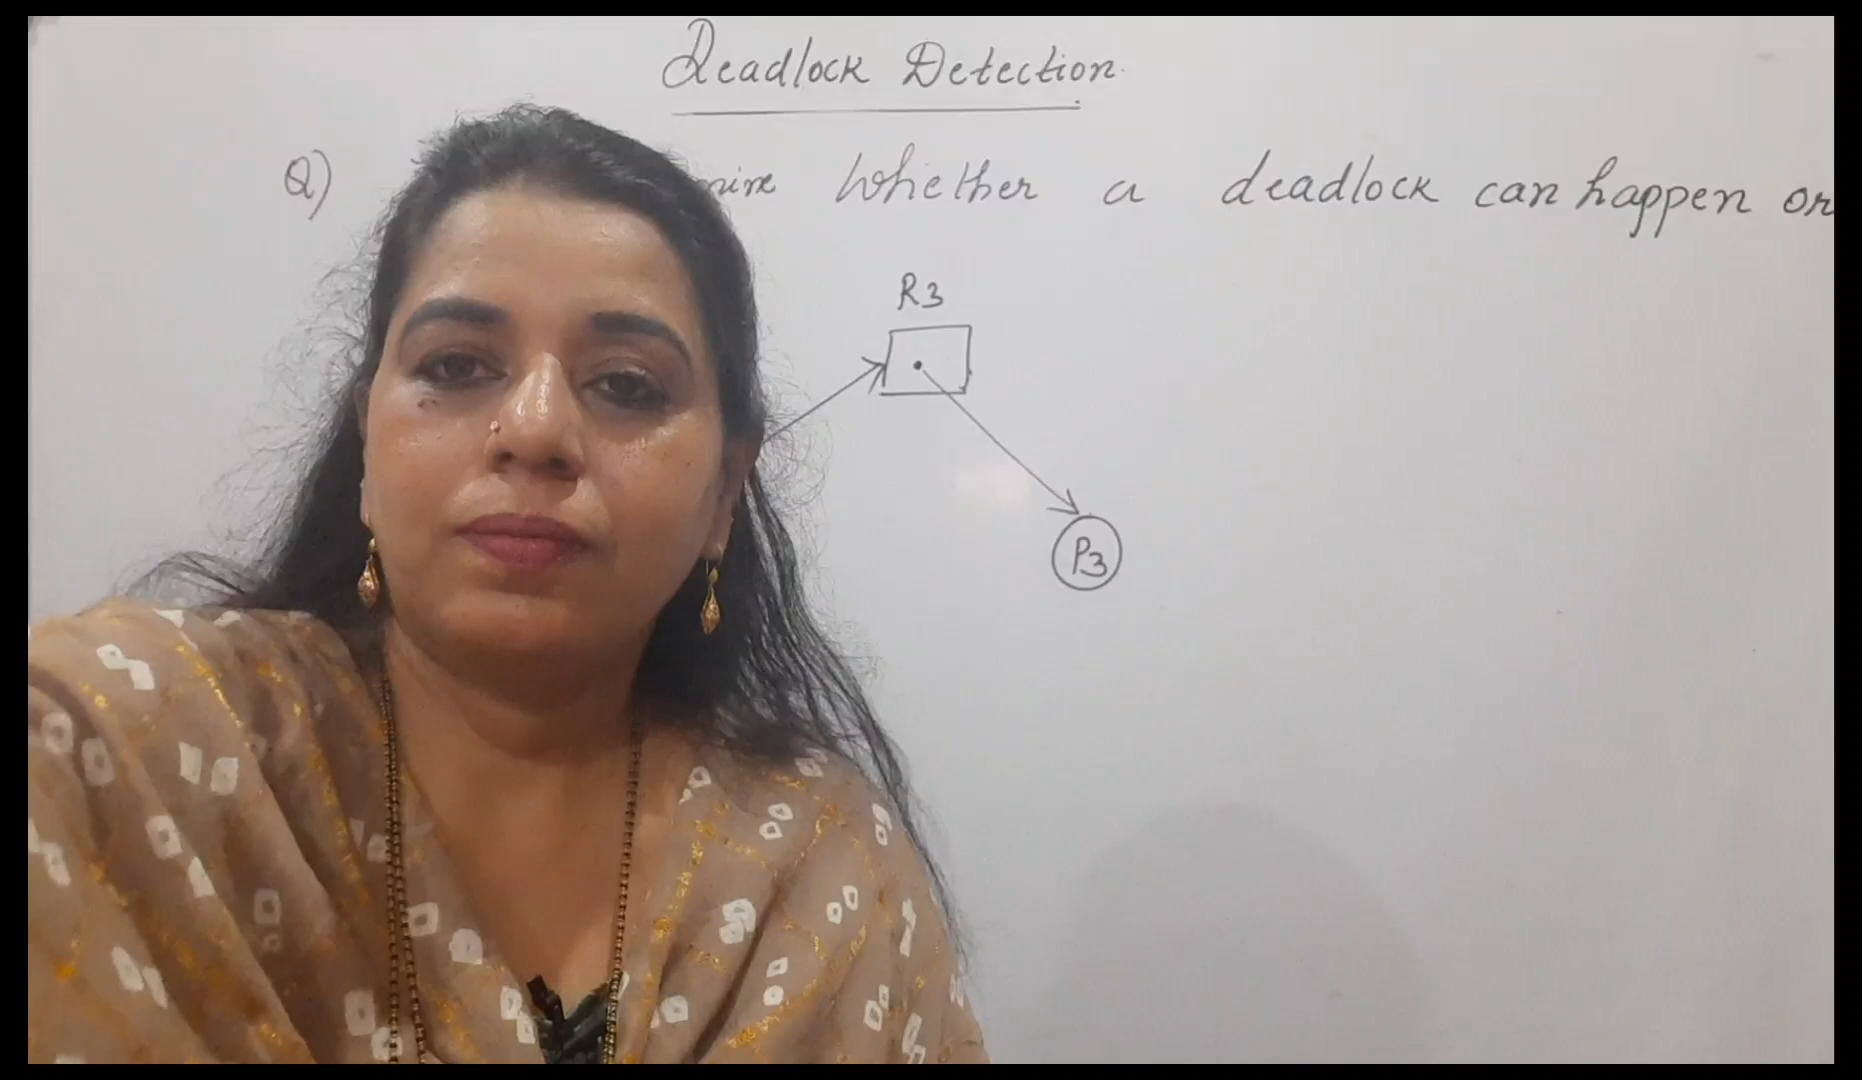 Deadlock Detection.
Q) whether a deadlock can happen or
R3
P3